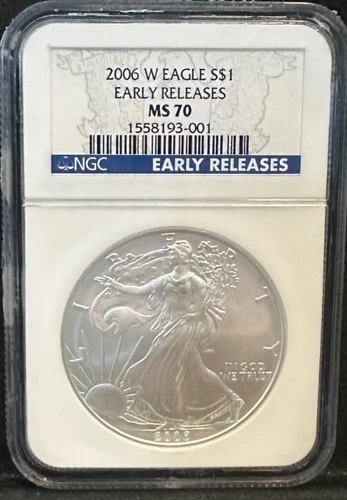 2006 W EAGLE S$1
EARLY RELEASES
MS 70
1558193-001
NGC EARLY RELEASES
LIBERTY
IN GOD
WE TRUST
2006